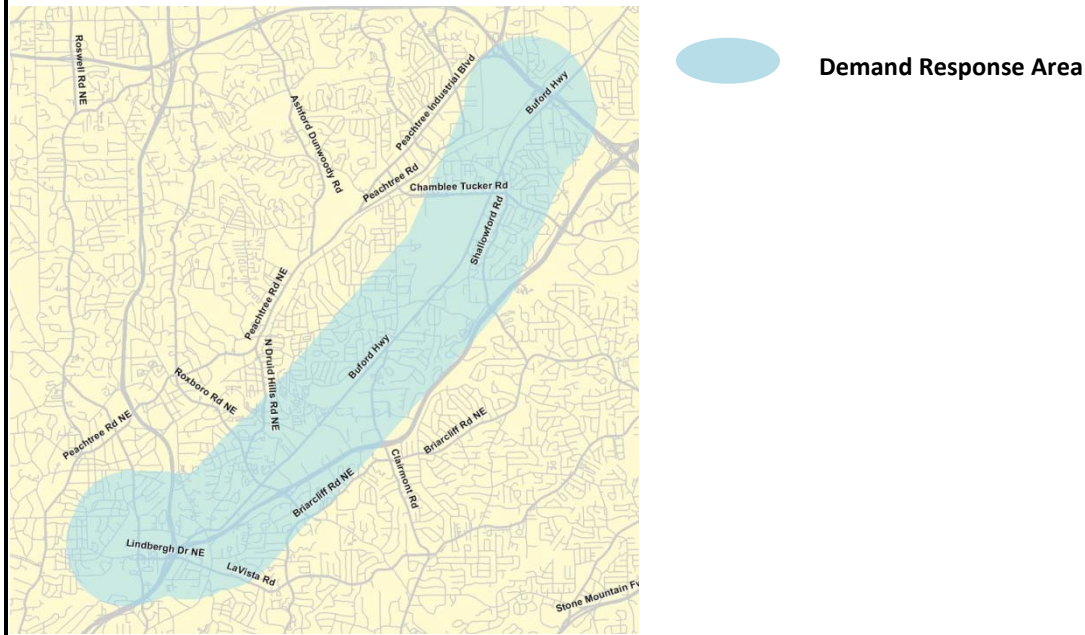 Demand Response Area
Roswell Rd NE
Ashford Dunwoody Rd
Peachtree Industrial Blvd
Buford Hwy
Peachtree Rd
Chamblee Tucker Rd
Shallowford Rd
Peachtree Rd NE
N Druid Hills Rd NE
Buford Hwy
Roxboro Rd NE
Peachtree Rd NE
Briarcliff Rd NE
Clairmont Rd
Briarcliff Rd NE
Lindbergh Dr NE
LaVista Rd
Stone Mountain